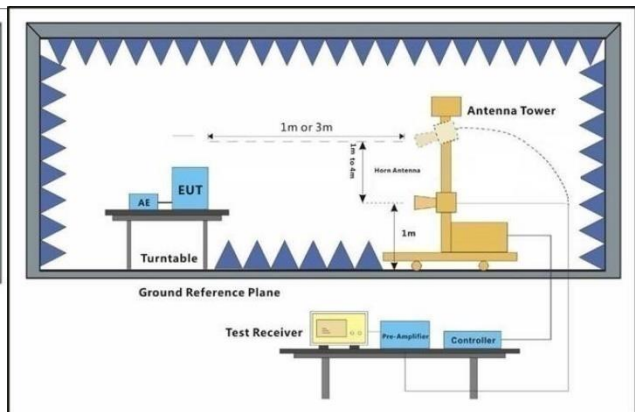 1m or 3m
Antenna Tower
1m to 4m
Horn Antenna
EUT
AE
1m
Turntable
Ground Reference Plane
Test Receiver
Pre-Amplifier
Controller